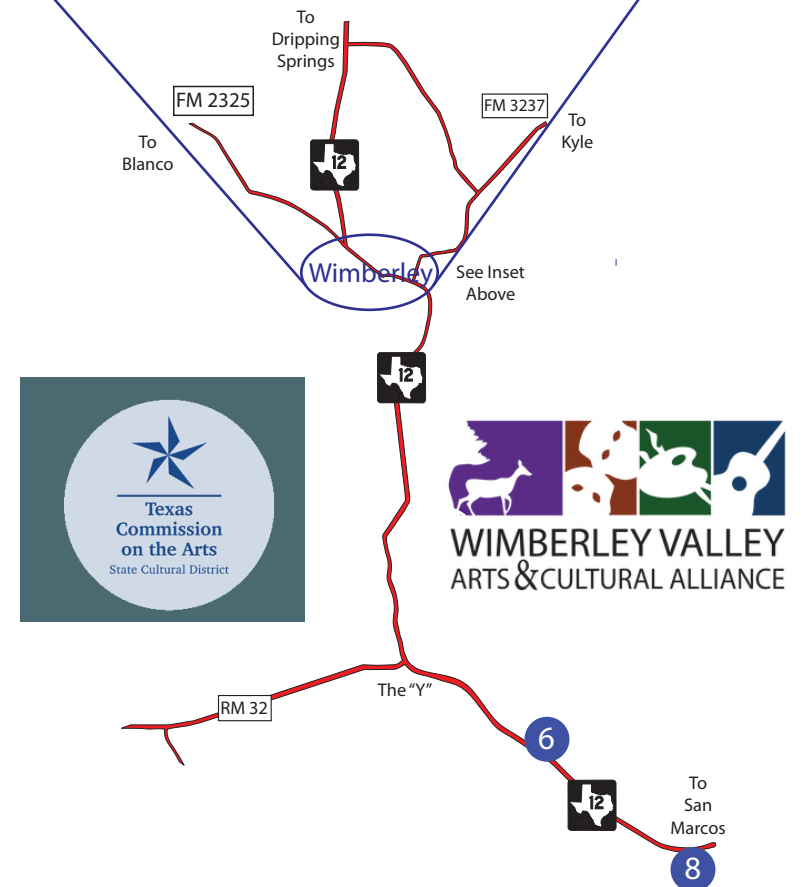 To
Dripping
Springs
FM 2325
FM 3237
To
Kyle
To
Blanco
12
Wimberley
See Inset
Above
12
Texas
Commission
on the Arts
State Cultural District
WIMBERLEY VALLEY
ARTS & CULTURAL ALLIANCE
The “Y”
RM 32
6
12
To
San
Marcos
8